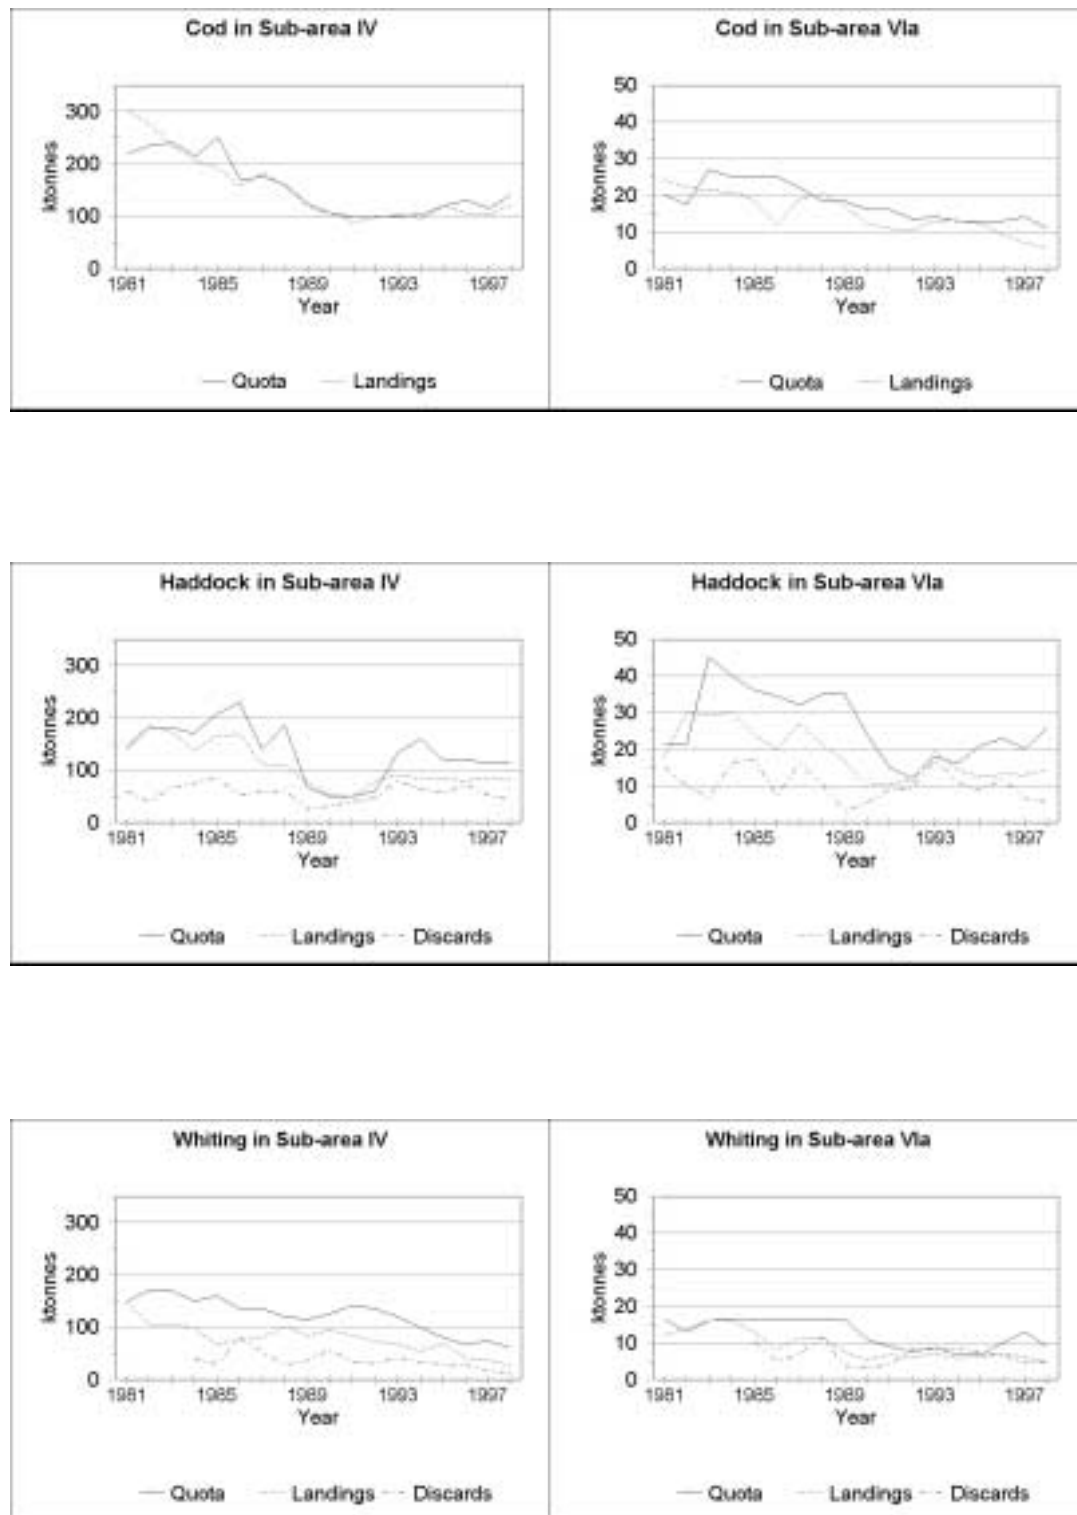 Cod in Sub-area IV
300
200
100
0
ktonnes
1981 1985 1989 1993 1997
Year
Quota Landings
Cod in Sub-area VIa
50
40
30
20
10
0
ktonnes
1981 1985 1989 1993 1997
Year
Quota Landings
Haddock in Sub-area IV
300
200
100
0
ktonnes
1981 1985 1989 1993 1997
Year
Quota Landings Discards
Haddock in Sub-area VIa
50
40
30
20
10
0
ktonnes
1981 1985 1989 1993 1997
Year
Quota Landings Discards
Whiting in Sub-area IV
300
200
100
0
ktonnes
1981 1985 1989 1993 1997
Year
Quota Landings Discards
Whiting in Sub-area VIa
50
40
30
20
10
0
ktonnes
1981 1985 1989 1993 1997
Year
Quota Landings Discards